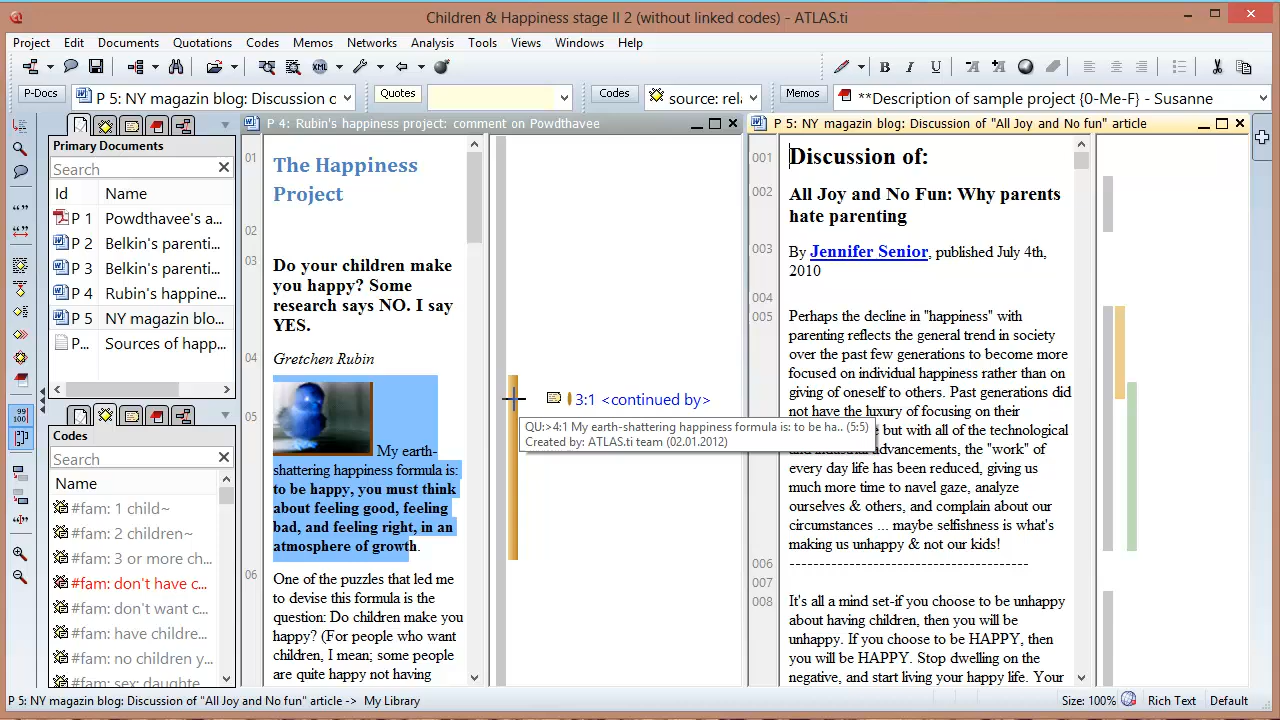 Children & Happiness stage II 2 (without linked codes) - ATLAS.ti
Project Edit Documents Quotations Codes Memos Networks Analysis Tools Views Windows Help
XML B I U A A
P-Docs P 5: NY magazin blog: Discussion c Quotes Codes source: rel Memos **Description of sample project {0-Me-F} - Susanne
P 4: Rubin's happiness project: comment on Powdthavee
P 5: NY magazin blog: Discussion of "All Joy and No fun" article
Primary Documents
Search
Id Name
P 1 Powdthavee's a...
P 2 Belkin's parenti...
P 3 Belkin's parenti...
P 4 Rubin's happine...
P 5 NY magazin blo...
P... Sources of happ...
Codes
Search
Name
#fam: 1 child~
#fam: 2 children~
#fam: 3 or more ch...
#fam: don't have c...
#fam: don't want c...
#fam: have childre...
#fam: no children y...
#fam: sex: daughte...
99
100
01
The Happiness
Project
02
03
Do your children make
you happy? Some
research says NO. I say
YES.
04
Gretchen Rubin
05
My earth-
shattering happiness formula is:
to be happy, you must think
about feeling good, feeling
bad, and feeling right, in an
atmosphere of growth.
06
One of the puzzles that led me
to devise this formula is the
question: Do children make you
happy? (For people who want
children, I mean; some people
are quite happy not having
3:1 <continued by>
QU:>4:1 My earth-shattering happiness formula is: to be ha.. (5:5)
Created by: ATLAS.ti team (02.01.2012)
001
Discussion of:
002
All Joy and No Fun: Why parents
hate parenting
003
By Jennifer Senior, published July 4th,
2010
004
005
Perhaps the decline in "happiness" with
parenting reflects the general trend in society
over the past few generations to become more
focused on individual happiness rather than on
giving of oneself to others. Past generations did
not have the luxury of focusing on their
but with all of the technological
advancements, the "work" of
every day life has been reduced, giving us
much more time to navel gaze, analyze
ourselves & others, and complain about our
circumstances ... maybe selfishness is what's
making us unhappy & not our kids!
006
--------------------------------------
007
008
It's all a mind set-if you choose to be unhappy
about having children, then you will be
unhappy. If you choose to be HAPPY, then
you will be HAPPY. Stop dwelling on the
negative, and start living your happy life. Your
P 5: NY magazin blog: Discussion of "All Joy and No fun" article -> My Library
Size: 100% Rich Text Default